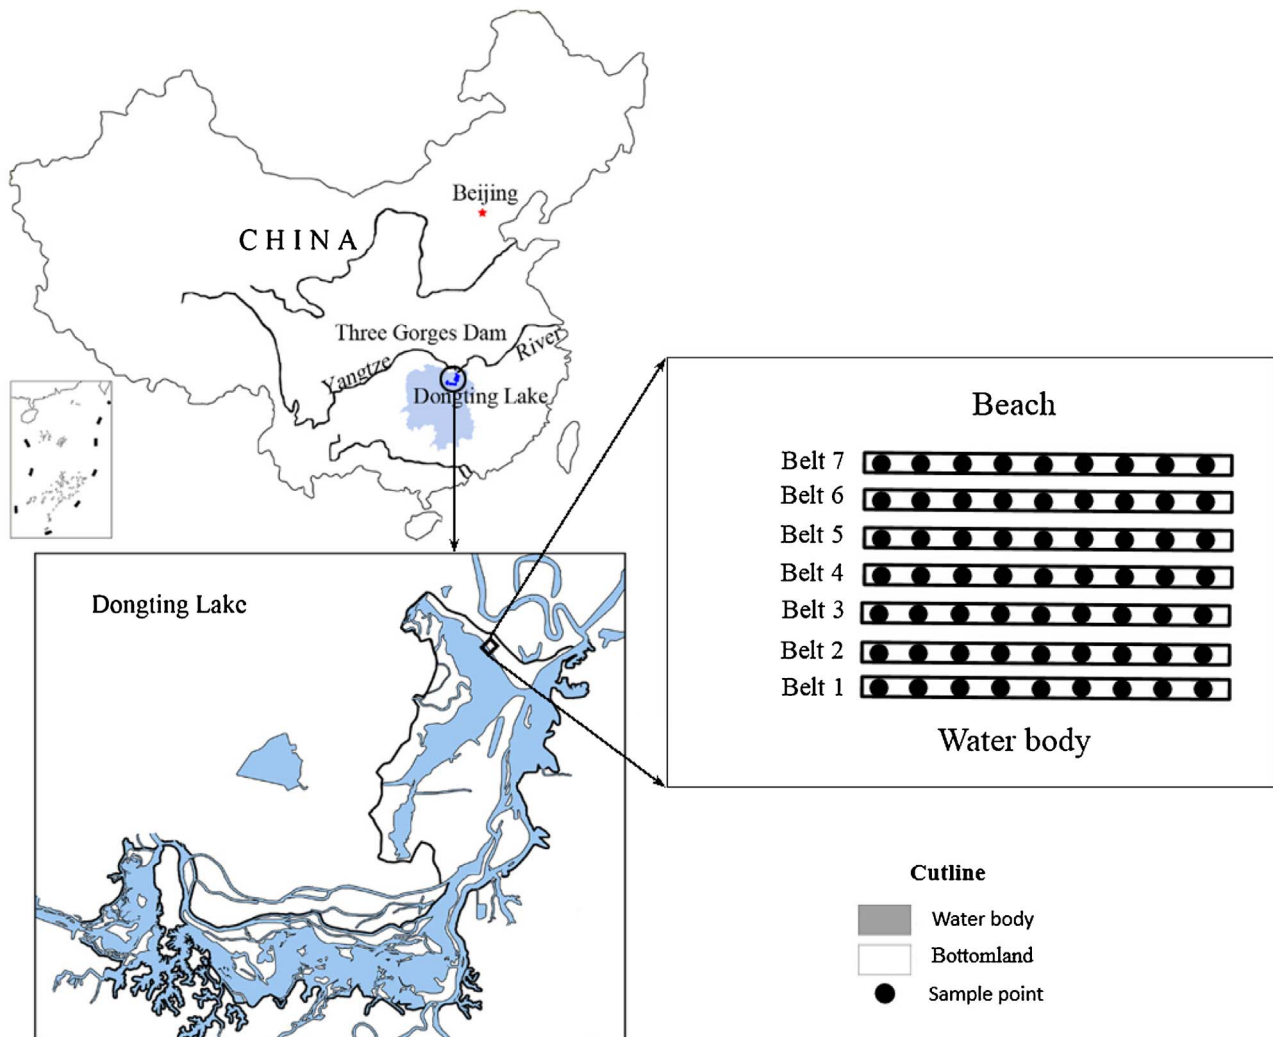 Beijing
CHINA
Three Gorges Dam
Yangtze
River
Dongting Lake
Dongting Lake
Beach
Belt 7
Belt 6
Belt 5
Belt 4
Belt 3
Belt 2
Belt 1
Water body
Cutline
Water body
Bottomland
Sample point